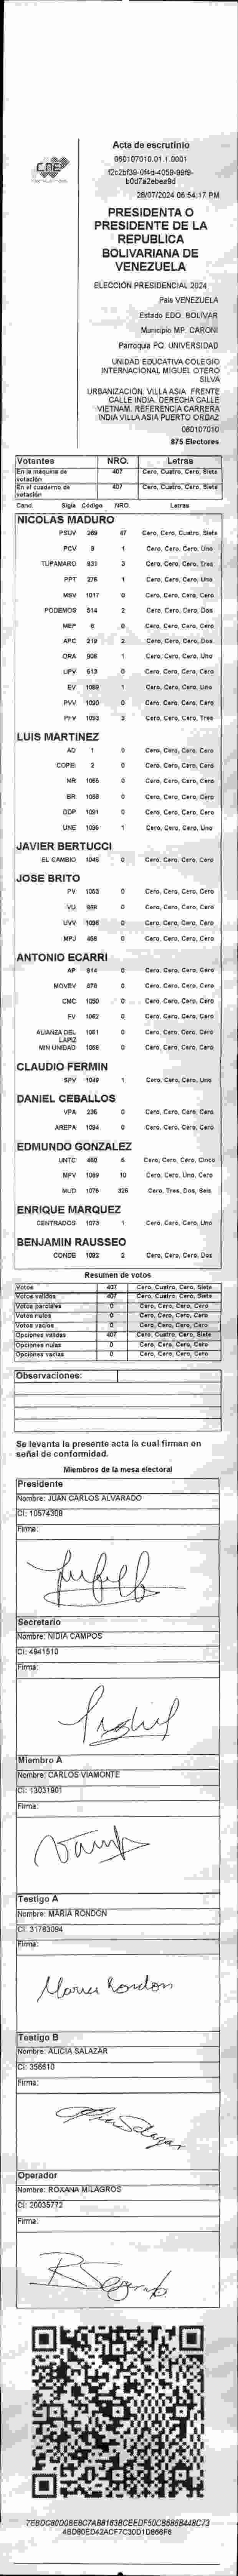 CNE
Acta de escrutinio
060107010.01.1.0001
f2c2bf39-0f4d-4059-98f9-
b0d7a2ebea9d
28/07/2024 06:54:17 PM
PRESIDENTA O
PRESIDENTE DE LA
REPUBLICA
BOLIVARIANA DE
VENEZUELA
ELECCIÓN PRESIDENCIAL 2024
País VENEZUELA
Estado EDO. BOLIVAR
Municipio MP. CARONI
Parroquia PQ. UNIVERSIDAD
UNIDAD EDUCATIVA COLEGIO
INTERNACIONAL MIGUEL OTERO
SILVA
URBANIZACIÓN. VILLA ASIA. FRENTE
CALLE INDIA. DERECHA CALLE
VIETNAM. REFERENCIA CARRERA
INDIA VILLA ASIA PUERTO ORDAZ
060107010
875 Electores
Votantes NRO. Letras
En la máquina de votación 407 Cero, Cuatro, Cero, Siete
En el cuaderno de votación 407 Cero, Cuatro, Cero, Siete
Cand. Sigla Código NRO. Letras
NICOLAS MADURO
PSUV 269 47 Cero, Cero, Cuatro, Siete
PCV 9 1 Cero, Cero, Cero, Uno
TUPAMARO 831 3 Cero, Cero, Cero, Tres
PPT 276 1 Cero, Cero, Cero, Uno
MSV 1017 0 Cero, Cero, Cero, Cero
PODEMOS 514 2 Cero, Cero, Cero, Dos
MEP 6 0 Cero, Cero, Cero, Cero
APC 219 2 Cero, Cero, Cero, Dos
ORA 906 1 Cero, Cero, Cero, Uno
UPV 513 0 Cero, Cero, Cero, Cero
EV 1089 1 Cero, Cero, Cero, Uno
PVV 1090 0 Cero, Cero, Cero, Cero
PFV 1093 3 Cero, Cero, Cero, Tres
LUIS MARTINEZ
AD 1 0 Cero, Cero, Cero, Cero
COPEI 2 0 Cero, Cero, Cero, Cero
MR 1066 0 Cero, Cero, Cero, Cero
BR 1088 0 Cero, Cero, Cero, Cero
DDP 1091 0 Cero, Cero, Cero, Cero
UNE 1096 1 Cero, Cero, Cero, Uno
JAVIER BERTUCCI
EL CAMBIO 1048 0 Cero, Cero, Cero, Cero
JOSE BRITO
PV 1053 0 Cero, Cero, Cero, Cero
VU 888 0 Cero, Cero, Cero, Cero
UVV 1098 0 Cero, Cero, Cero, Cero
MPJ 466 0 Cero, Cero, Cero, Cero
ANTONIO ECARRI
AP 814 0 Cero, Cero, Cero, Cero
MOVEV 878 0 Cero, Cero, Cero, Cero
CMC 1050 0 Cero, Cero, Cero, Cero
FV 1062 0 Cero, Cero, Cero, Cero
ALIANZA DEL LAPIZ 1051 0 Cero, Cero, Cero, Cero
MIN UNIDAD 1058 0 Cero, Cero, Cero, Cero
CLAUDIO FERMIN
SPV 1049 1 Cero, Cero, Cero, Uno
DANIEL CEBALLOS
VPA 236 0 Cero, Cero, Cero, Cero
AREPA 1094 0 Cero, Cero, Cero, Cero
EDMUNDO GONZALEZ
UNTC 460 5 Cero, Cero, Cero, Cinco
MPV 1069 10 Cero, Cero, Uno, Cero
MUD 1075 326 Cero, Tres, Dos, Seis
ENRIQUE MARQUEZ
CENTRADOS 1073 1 Cero, Cero, Cero, Uno
BENJAMIN RAUSSEO
CONDE 1092 2 Cero, Cero, Cero, Dos
Resumen de votos
Votos 407 Cero, Cuatro, Cero, Siete
Votos validos 407 Cero, Cuatro, Cero, Siete
Votos parciales 0 Cero, Cero, Cero, Cero
Votos nulos 0 Cero, Cero, Cero, Cero
Votos vacíos 0 Cero, Cero, Cero, Cero
Opciones validas 407 Cero, Cuatro, Cero, Siete
Opciones nulas 0 Cero, Cero, Cero, Cero
Opciones vacías 0 Cero, Cero, Cero, Cero
Observaciones:
Se levanta la presente acta la cual firman en
señal de conformidad.
Miembros de la mesa electoral
Presidente
Nombre: JUAN CARLOS ALVARADO
CI: 10574309
Firma:
Secretario
Nombre: NIDIA CAMPOS
CI: 4941510
Firma:
Miembro A
Nombre: CARLOS VIAMONTE
CI: 13031901
Firma:
Testigo A
Nombre: MARIA RONDON
CI: 31763094
Firma:
Maria Rondon
Testigo B
Nombre: ALICIA SALAZAR
CI: 356610
Firma:
Operador
Nombre: ROXANA MILAGROS
CI: 20035772
Firma: